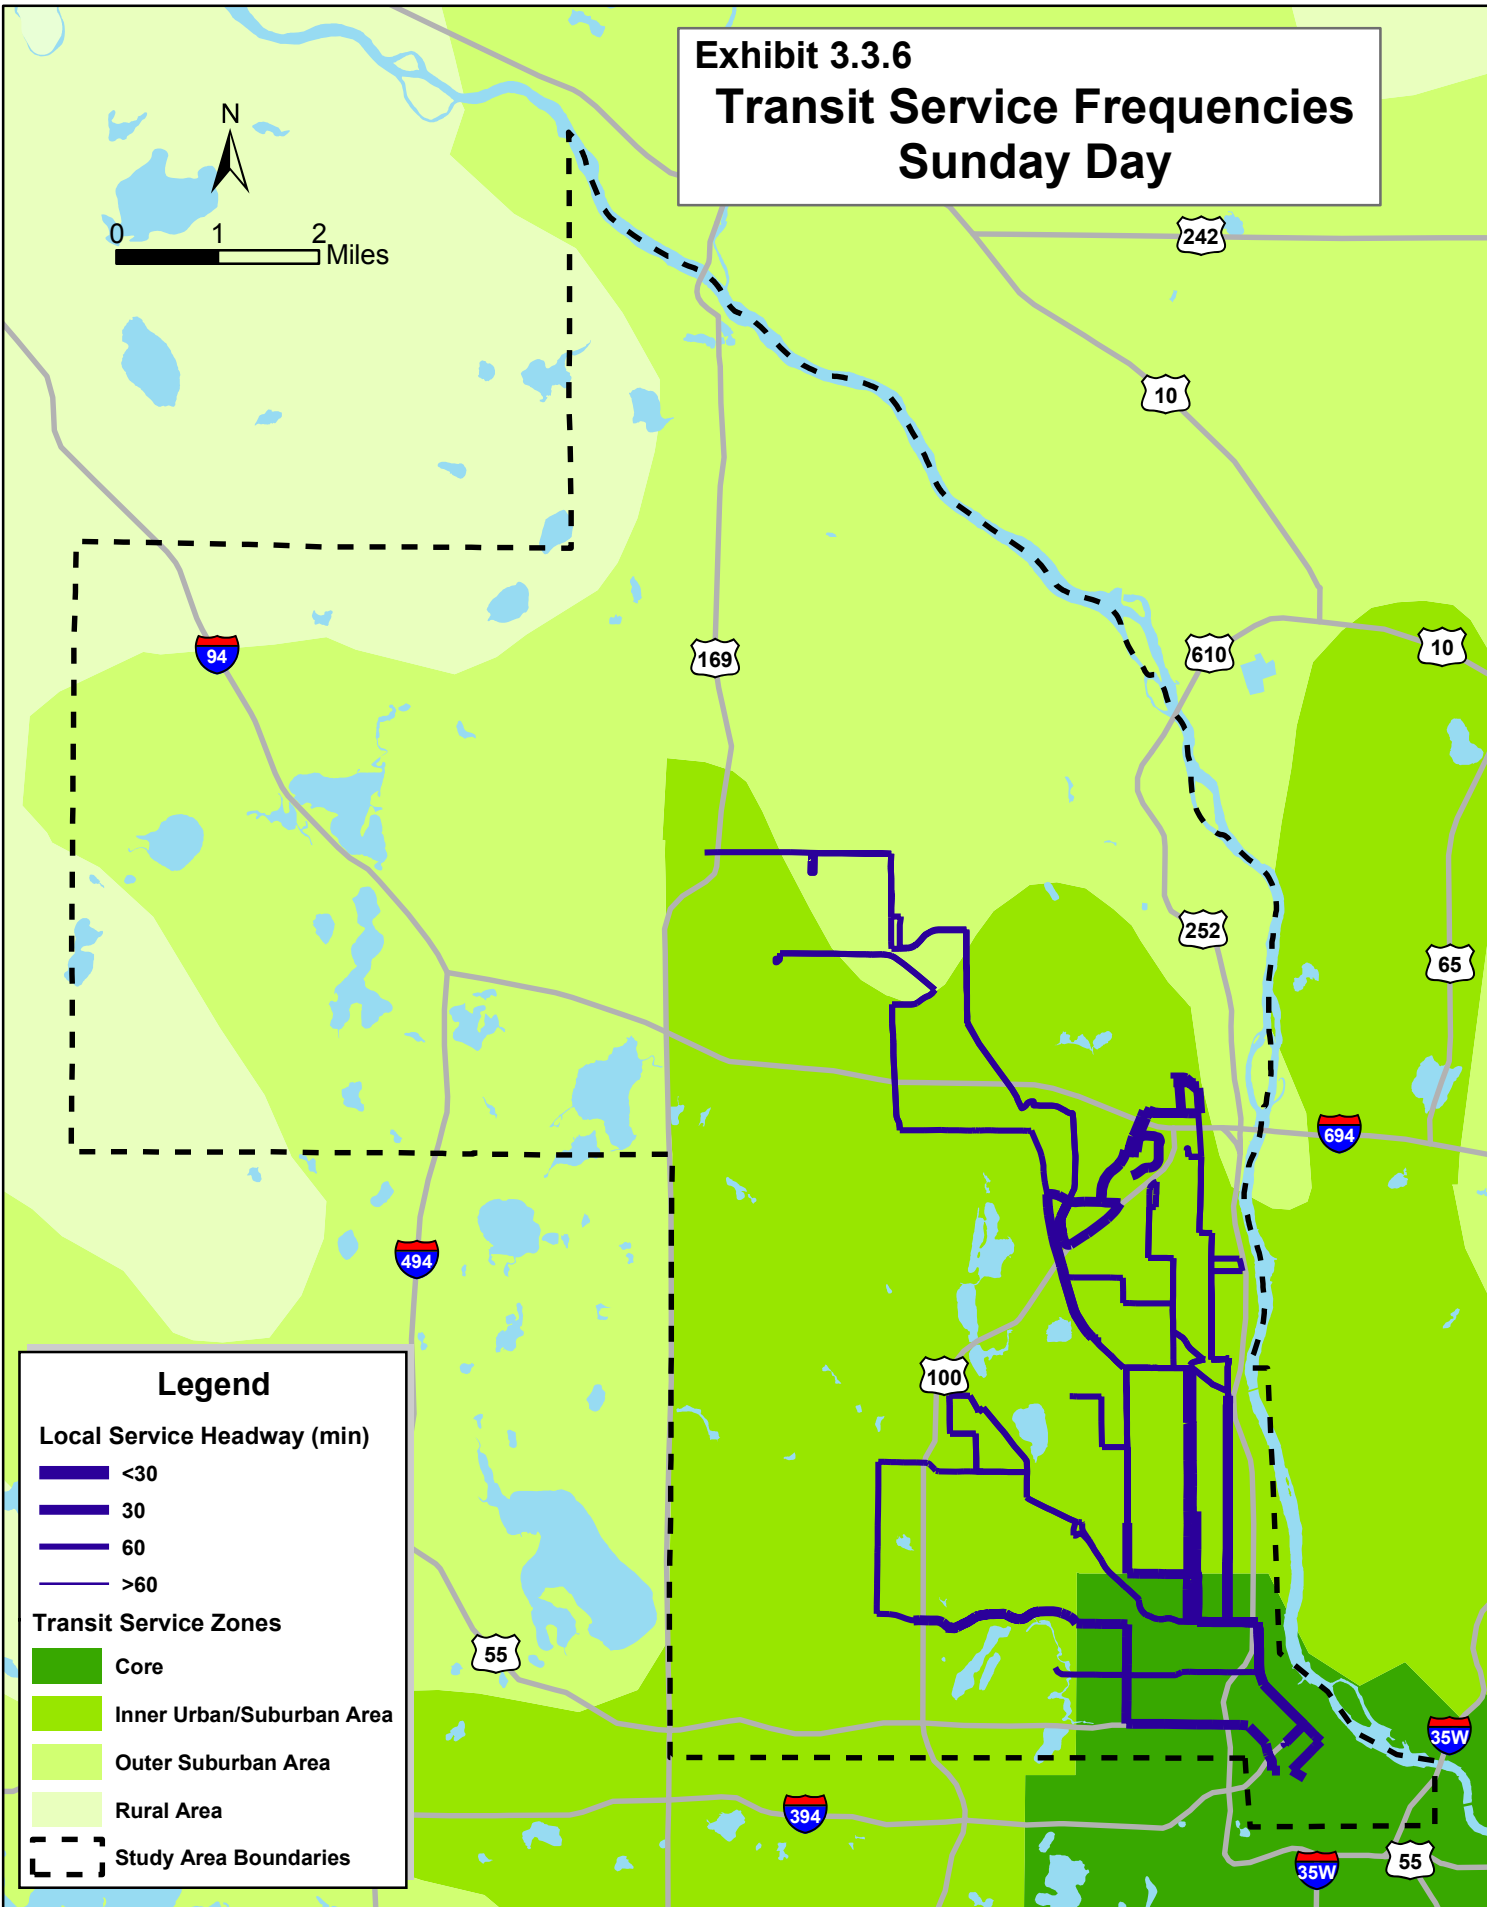 Exhibit 3.3.6
Transit Service Frequencies
Sunday Day
N
0 1 2
Miles
242
10
94
169
610
10
252
65
694
494
100
55
35W
394
35W
55
Legend
Local Service Headway (min)
<30
30
60
>60
Transit Service Zones
Core
Inner Urban/Suburban Area
Outer Suburban Area
Rural Area
Study Area Boundaries